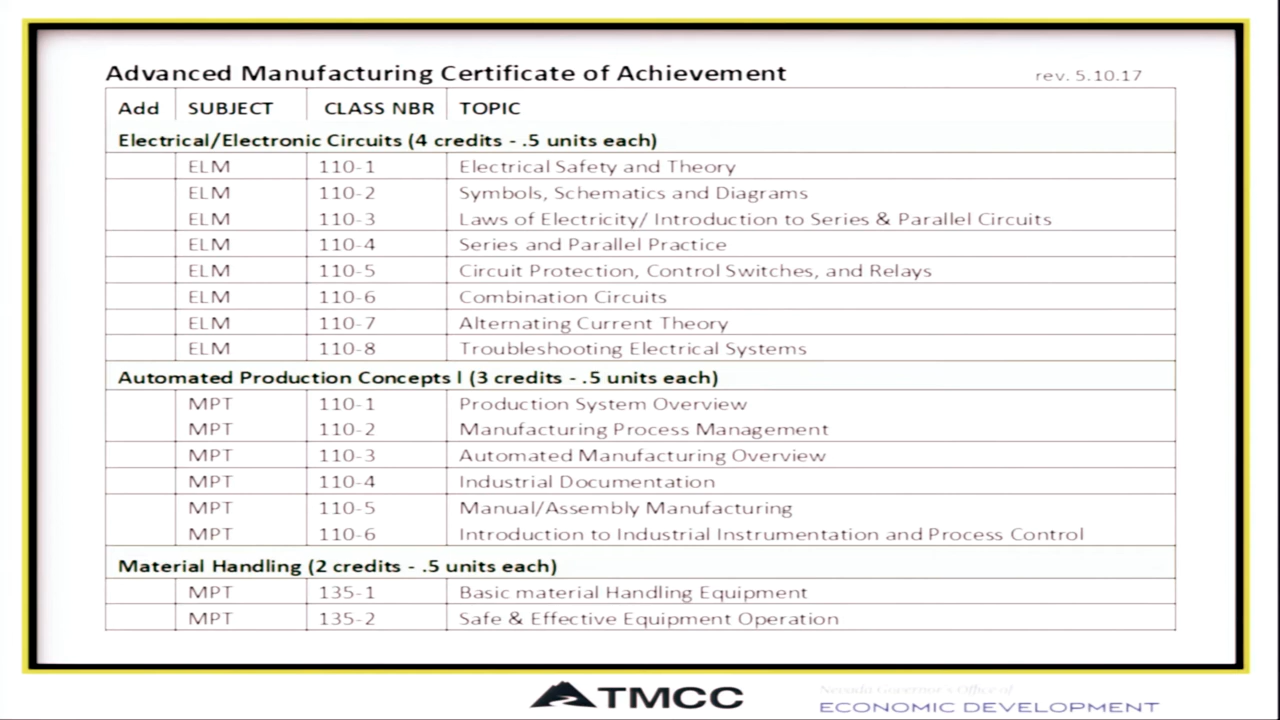 Advanced Manufacturing Certificate of Achievement rev. 5.10.17
Add SUBJECT CLASS NBR TOPIC
Electrical/Electronic Circuits (4 credits - .5 units each)
ELM 110-1 Electrical Safety and Theory
ELM 110-2 Symbols, Schematics and Diagrams
ELM 110-3 Laws of Electricity/ Introduction to Series & Parallel Circuits
ELM 110-4 Series and Parallel Practice
ELM 110-5 Circuit Protection, Control Switches, and Relays
ELM 110-6 Combination Circuits
ELM 110-7 Alternating Current Theory
ELM 110-8 Troubleshooting Electrical Systems
Automated Production Concepts I (3 credits - .5 units each)
MPT 110-1 Production System Overview
MPT 110-2 Manufacturing Process Management
MPT 110-3 Automated Manufacturing Overview
MPT 110-4 Industrial Documentation
MPT 110-5 Manual/Assembly Manufacturing
MPT 110-6 Introduction to Industrial Instrumentation and Process Control
Material Handling (2 credits - .5 units each)
MPT 135-1 Basic material Handling Equipment
MPT 135-2 Safe & Effective Equipment Operation
TMCC
Nevada Governor's Office of
ECONOMIC DEVELOPMENT